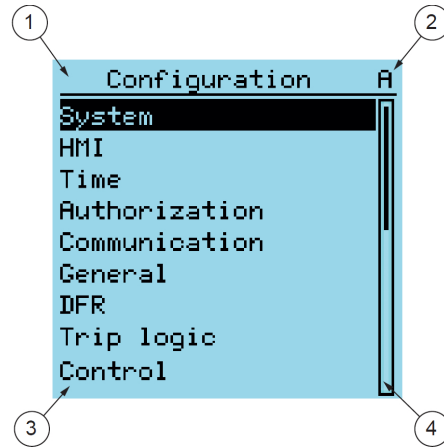 1
2
Configuration A
System
HMI
Time
Authorization
Communication
General
DFR
Trip logic
Control
3
4